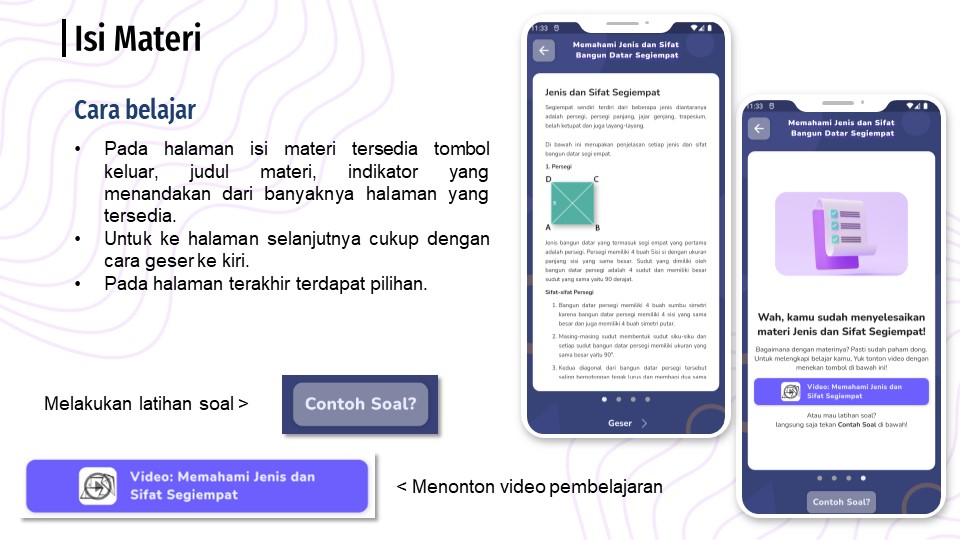 Isi Materi
Cara belajar
• Pada halaman isi materi tersedia tombol
keluar, judul materi, indikator yang
menandakan dari banyaknya halaman yang
tersedia.
• Untuk ke halaman selanjutnya cukup dengan
cara geser ke kiri.
• Pada halaman terakhir terdapat pilihan.
Melakukan latihan soal >
Contoh Soal?
Video: Memahami Jenis dan
Sifat Segiempat
< Menonton video pembelajaran
11:33
Memahami Jenis dan Sifat
Bangun Datar Segiempat
Jenis dan Sifat Segiempat
Segiempat sendiri terdiri dari beberapa jenis diantaranya
adalah persegi, persegi panjang, jajar genjang, trapesium,
belah ketupat dan juga layang-layang.
Di bawah ini merupakan penjelasan setiap jenis dan sifat
bangun datar segi empat.
1. Persegi
D C
A B
Jenis bangun datar yang termasuk segi empat yang pertama
adalah persegi. Persegi memiliki 4 buah Sisi si dengan ukuran
panjang sisi yang sama besar. Sudut yang dimiliki oleh
bangun datar persegi adalah 4 sudut dan memiliki besar
sudut yang sama yaitu 90 derajat.
Sifat-sifat Persegi
1. Bangun datar persegi memiliki 4 buah sumbu simetri
karena bangun datar persegi memiliki 4 sisi yang sama
besar dan juga memiliki 4 buah simetri putar.
2. Masing-masing sudut membentuk sudut siku-siku dan
setiap sudut bangun datar persegi memiliki ukuran yang
sama besar yaitu 90°.
3. Kedua diagonal dari bangun datar persegi tersebut
saling berpotongan tegak lurus dan membagi dua sama
Geser >
11:33
Memahami Jenis dan Sifat
Bangun Datar Segiempat
Wah, kamu sudah menyelesaikan
materi Jenis dan Sifat Segiempat!
Bagaimana dengan materinya? Pasti sudah paham dong.
Untuk melengkapi belajar kamu, Yuk tonton video dengan
menekan tombol di bawah ini!
Video: Memahami Jenis dan
Sifat Segiempat
Atau mau latihan soal?
langsung saja tekan Contoh Soal di bawah!
Contoh Soal?